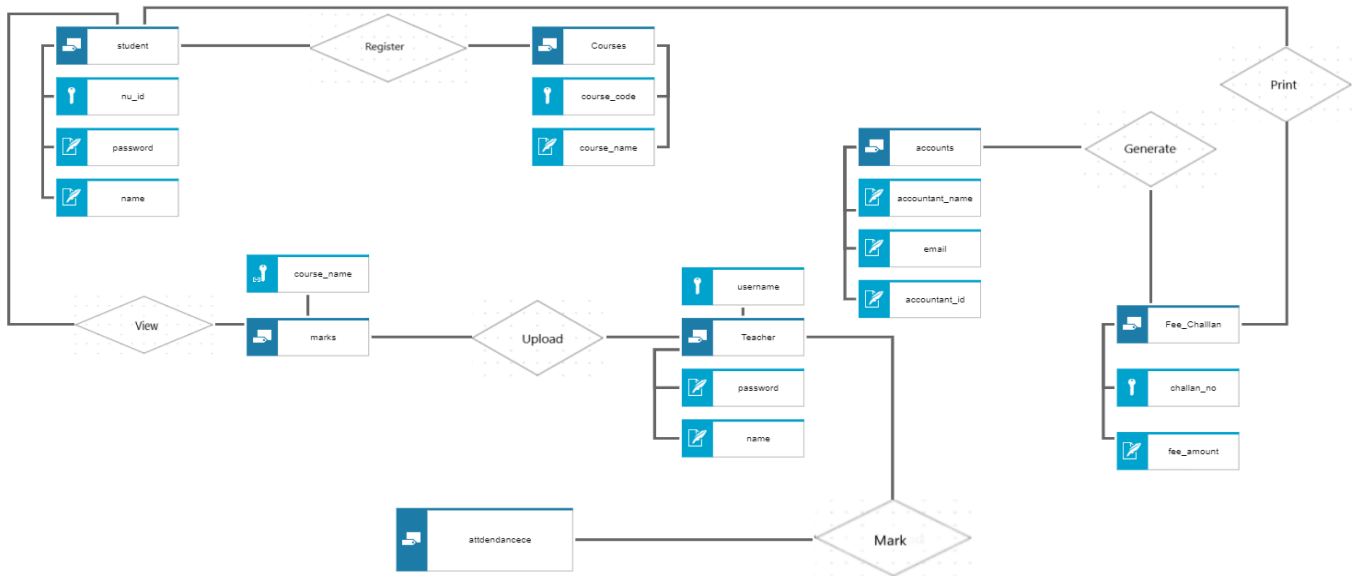 student
Register
Courses
nu_id
course_code
Print
password
course_name
accounts
Generate
name
accountant_name
email
course_name
username
accountant_id
View
marks
Upload
Teacher
Fee_Challlan
password
challan_no
name
fee_amount
attdendancece
Mark